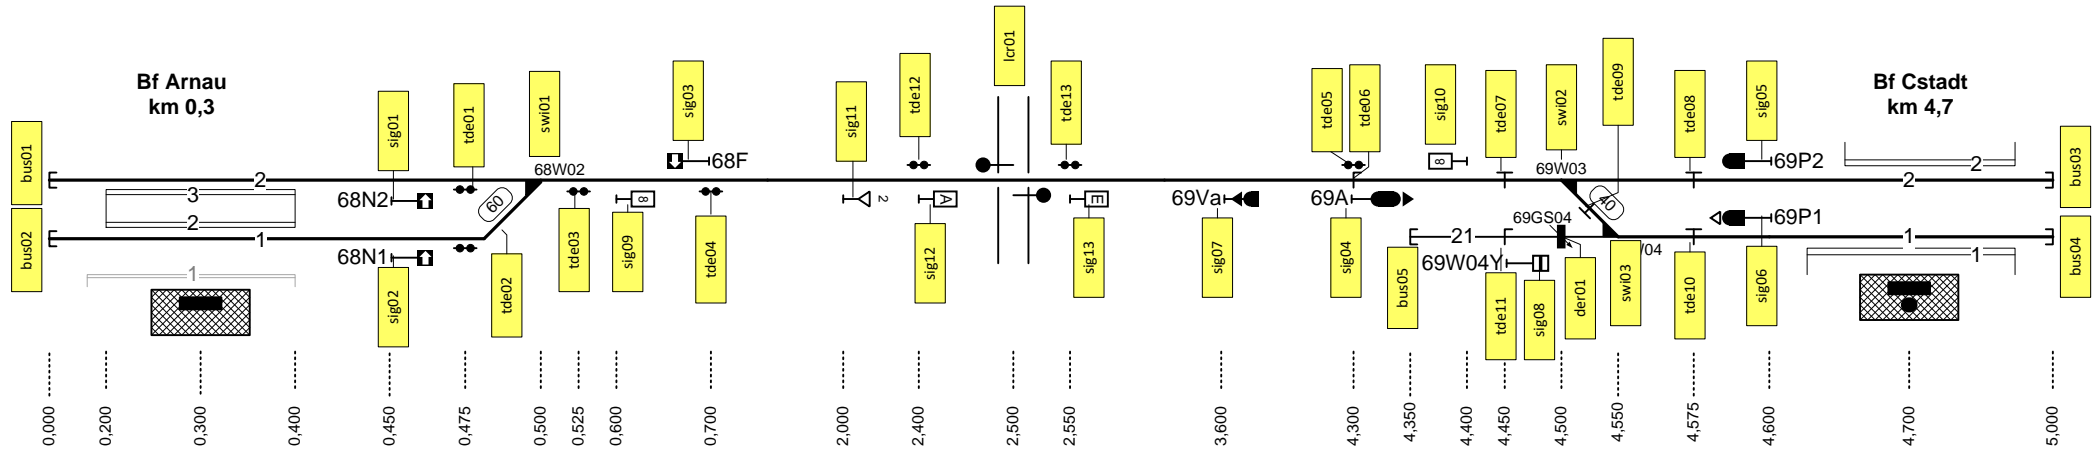 Bf Arnau
km 0,3
Bf Cstadt
km 4,7
bus01
bus02
sig01
tde01
swi01
sig03
sig11
tde12
lcr01
tde13
tde05
tde06
sig10
tde07
swi02
tde09
tde08
sig05
bus03
bus04
2
3
2
1
1
68N2
68N1
60
68W02
68F
2
8
A
E
8
69Va
69A
69W03
40
69GS04
21
69W04Y
/04
69P2
69P1
2
2
1
1
sig02
tde02
tde03
sig09
tde04
sig12
sig13
sig07
sig04
bus05
tde11
sig08
der01
swi03
tde10
sig06
0,000
0,200
0,300
0,400
0,450
0,475
0,500
0,525
0,600
0,700
2,000
2,400
2,500
2,550
3,600
4,300
4,350
4,400
4,450
4,500
4,550
4,575
4,600
4,700
5,000